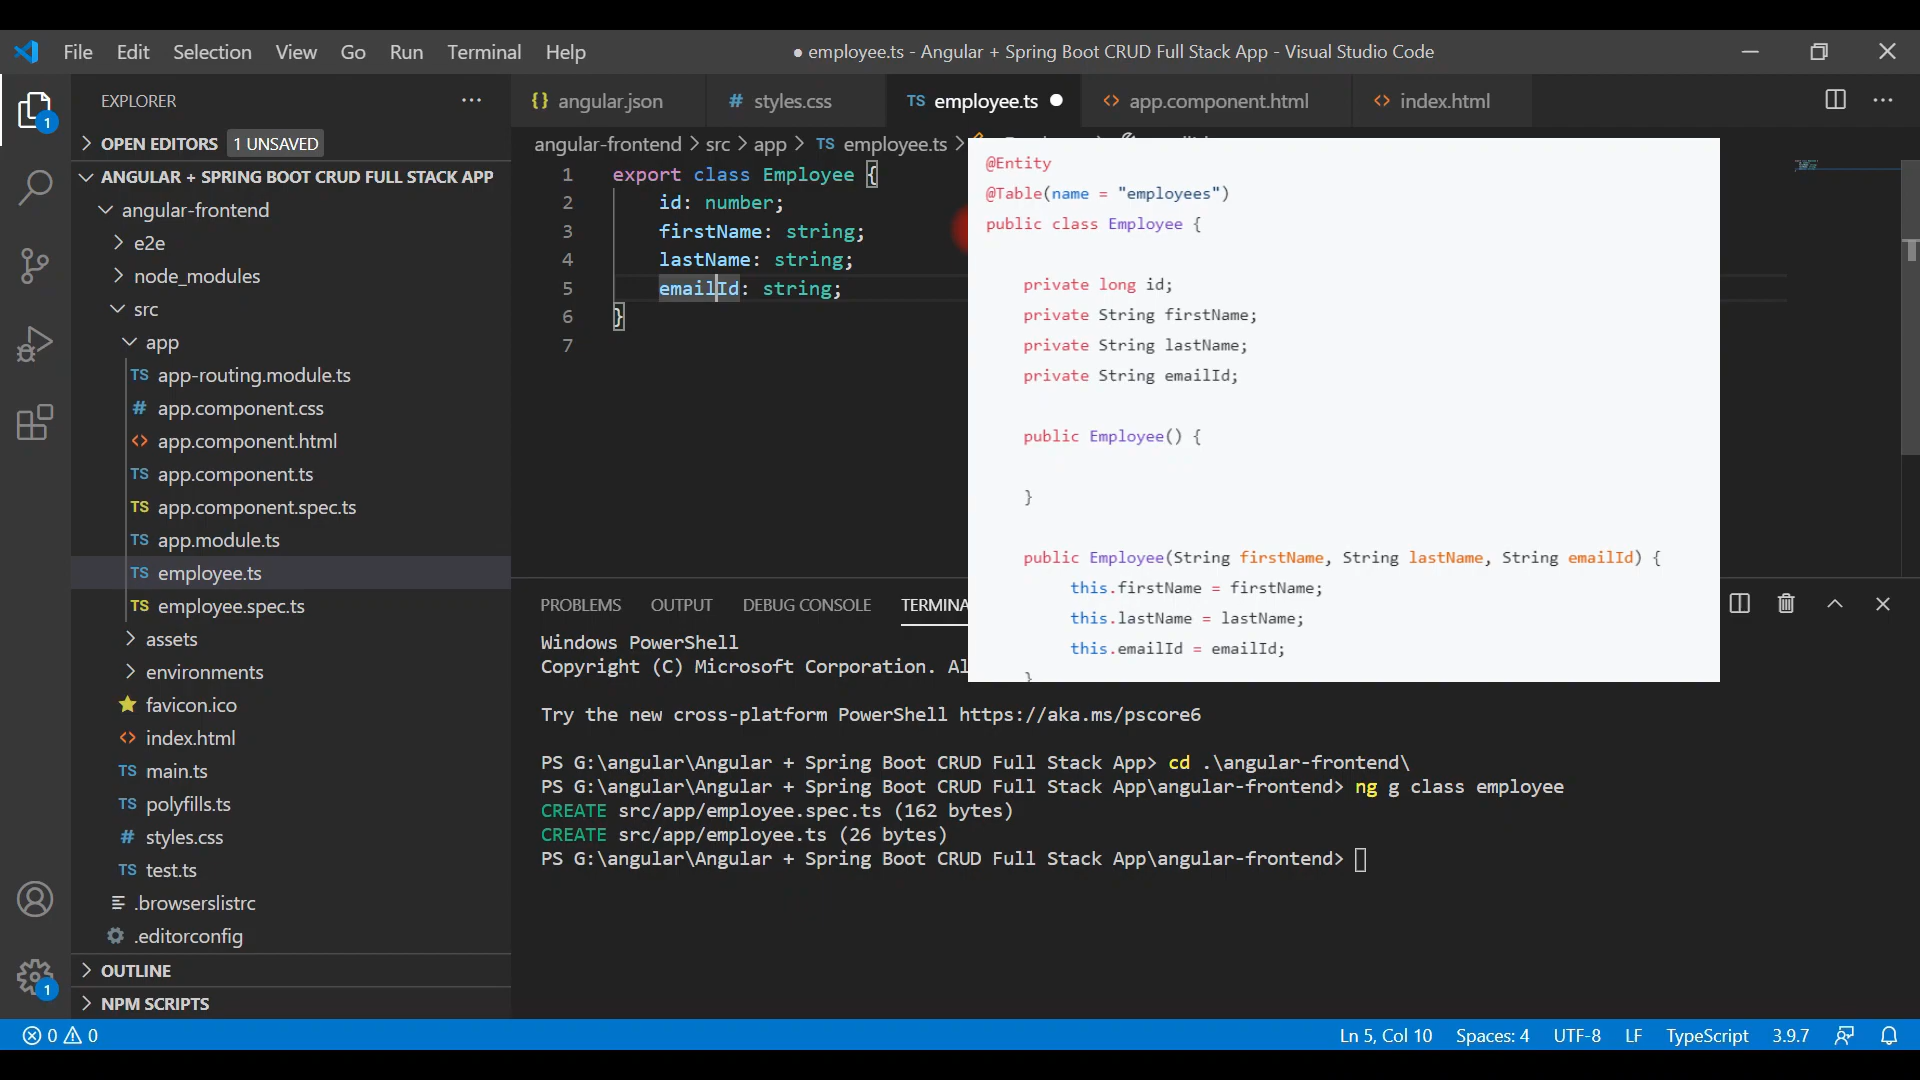 File Edit Selection View Go Run Terminal Help
● employee.ts - Angular + Spring Boot CRUD Full Stack App - Visual Studio Code
EXPLORER
OPEN EDITORS 1 UNSAVED
ANGULAR + SPRING BOOT CRUD FULL STACK APP
angular-frontend
e2e
node_modules
src
app
TS app-routing.module.ts
# app.component.css
<> app.component.html
TS app.component.ts
TS app.component.spec.ts
TS app.module.ts
TS employee.ts
TS employee.spec.ts
assets
environments
favicon.ico
<> index.html
TS main.ts
TS polyfills.ts
# styles.css
TS test.ts
.browserslistrc
.editorconfig
OUTLINE
NPM SCRIPTS
1
1
{} angular.json
# styles.css
TS employee.ts
<> app.component.html
<> index.html
angular-frontend > src > app > TS employee.ts >
1 export class Employee {
2 id: number;
3 firstName: string;
4 lastName: string;
5 emailId: string;
6 }
7
@Entity
@Table(name = "employees")
public class Employee {
private long id;
private String firstName;
private String lastName;
private String emailId;
public Employee() {
}
public Employee(String firstName, String lastName, String emailId) {
this.firstName = firstName;
this.lastName = lastName;
this.emailId = emailId;
}
PROBLEMS OUTPUT DEBUG CONSOLE TERMINA
Windows PowerShell
Copyright (C) Microsoft Corporation. Al
Try the new cross-platform PowerShell https://aka.ms/pscore6
PS G:\angular\Angular + Spring Boot CRUD Full Stack App> cd .\angular-frontend\
PS G:\angular\Angular + Spring Boot CRUD Full Stack App\angular-frontend> ng g class employee
CREATE src/app/employee.spec.ts (162 bytes)
CREATE src/app/employee.ts (26 bytes)
PS G:\angular\Angular + Spring Boot CRUD Full Stack App\angular-frontend>
0 0
Ln 5, Col 10 Spaces: 4 UTF-8 LF TypeScript 3.9.7